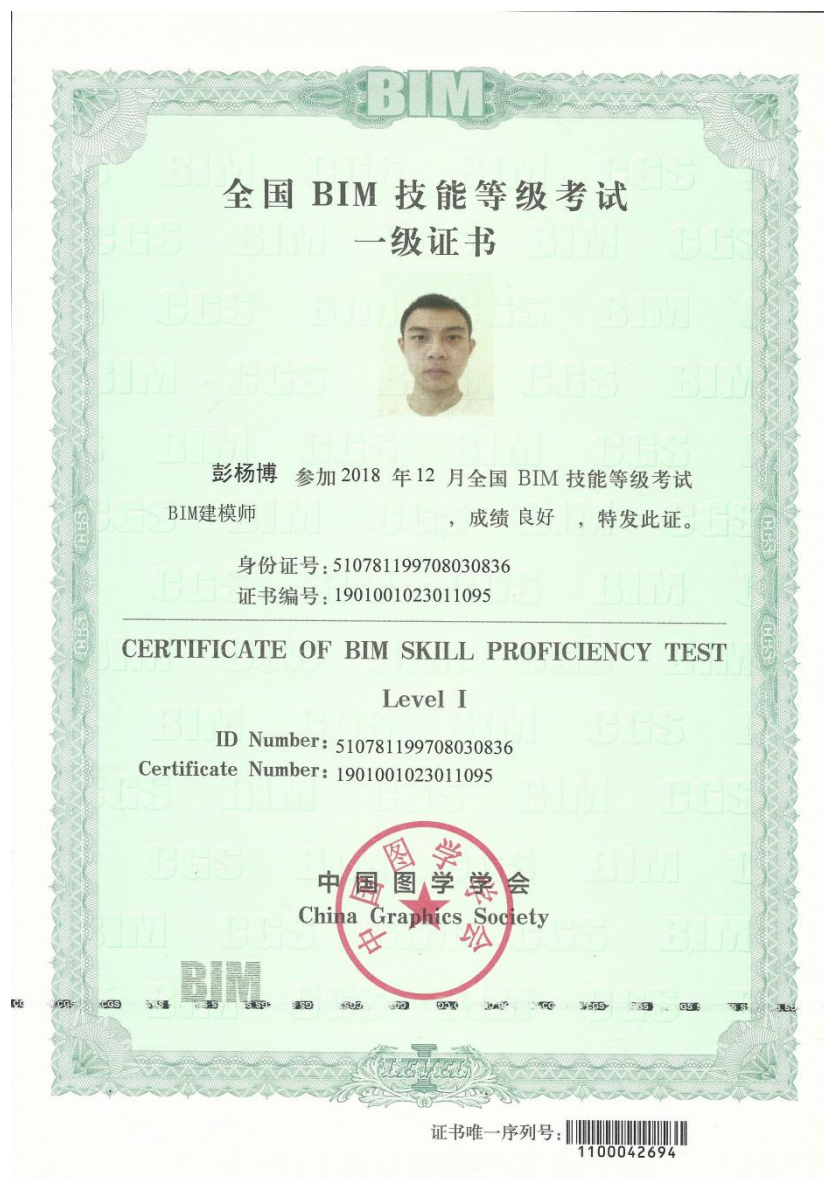 BIM
全国 BIM 技能等级考试
一级证书
彭杨博 参加 2018 年 12 月全国 BIM 技能等级考试
BIM建模师 ，成绩 良好 ，特发此证。
身份证号：510781199708030836
证书编号：1901001023011095
CERTIFICATE OF BIM SKILL PROFICIENCY TEST
Level I
ID Number: 510781199708030836
Certificate Number: 1901001023011095
中国图学学会
中国图学学会
China Graphics Society
BIM
I
LEVEL
证书唯一序列号：
1100042694